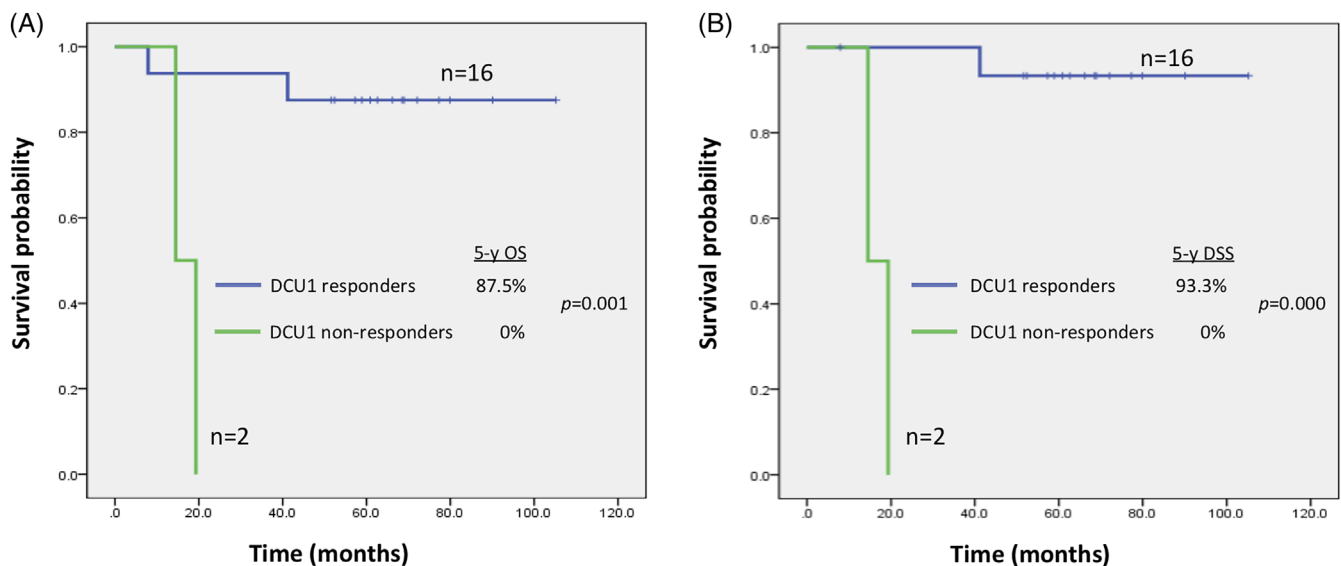 (A)
1.0
0.8
0.6
0.4
0.2
0.0
.0 20.0 40.0 60.0 80.0 100.0 120.0
Survival probability
Time (months)
n=16
5-y OS
DCU1 responders 87.5%
p=0.001
DCU1 non-responders 0%
n=2
(B)
1.0
0.8
0.6
0.4
0.2
0.0
.0 20.0 40.0 60.0 80.0 100.0 120.0
Survival probability
Time (months)
n=16
5-y DSS
DCU1 responders 93.3%
p=0.000
DCU1 non-responders 0%
n=2